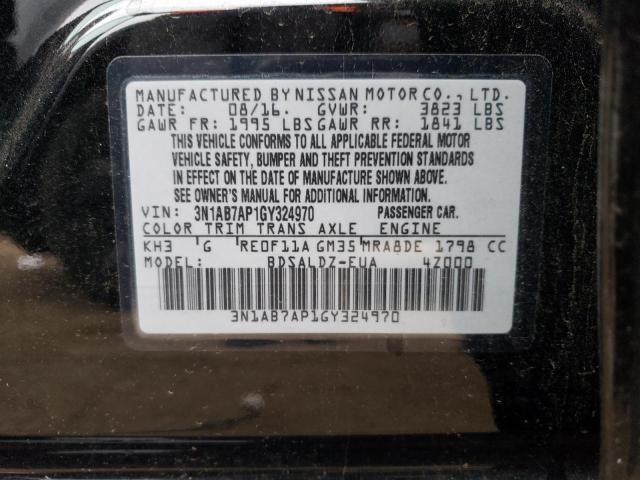 MANUFACTURED BY NISSAN MOTOR CO., LTD.
DATE: 08/16. GVWR: 3823 LBS
GAWR FR: 1995 LBS GAWR RR: 1841 LBS
THIS VEHICLE CONFORMS TO ALL APPLICABLE FEDERAL MOTOR
VEHICLE SAFETY, BUMPER AND THEFT PREVENTION STANDARDS
IN EFFECT ON THE DATE OF MANUFACTURE SHOWN ABOVE.
SEE OWNER'S MANUAL FOR ADDITIONAL INFORMATION.
VIN: 3N1AB7AP1GY324970 PASSENGER CAR.
COLOR TRIM TRANS AXLE ENGINE
KH3 G RE0F11A GM35 MRA8DE 1798 CC
MODEL: BDSALDZ-EUA 4Z000
3N1AB7AP1GY324970